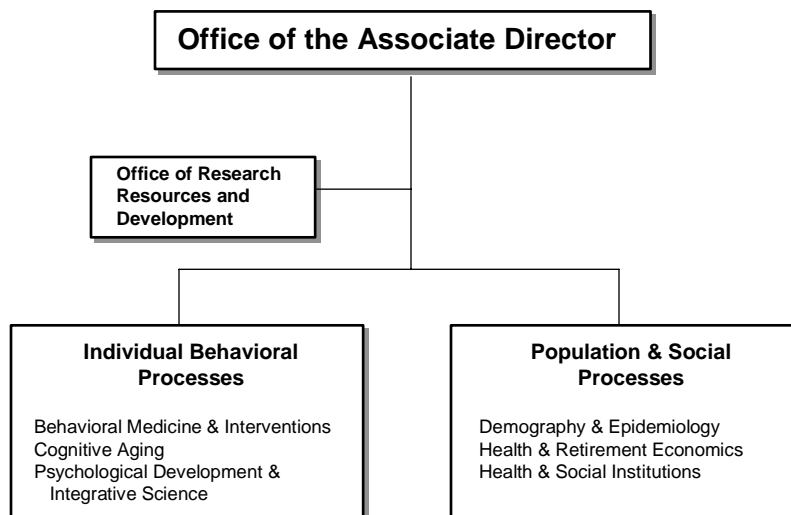 Office of the Associate Director
Office of Research
Resources and
Development
Individual Behavioral
Processes
Behavioral Medicine & Interventions
Cognitive Aging
Psychological Development &
Integrative Science
Population & Social
Processes
Demography & Epidemiology
Health & Retirement Economics
Health & Social Institutions